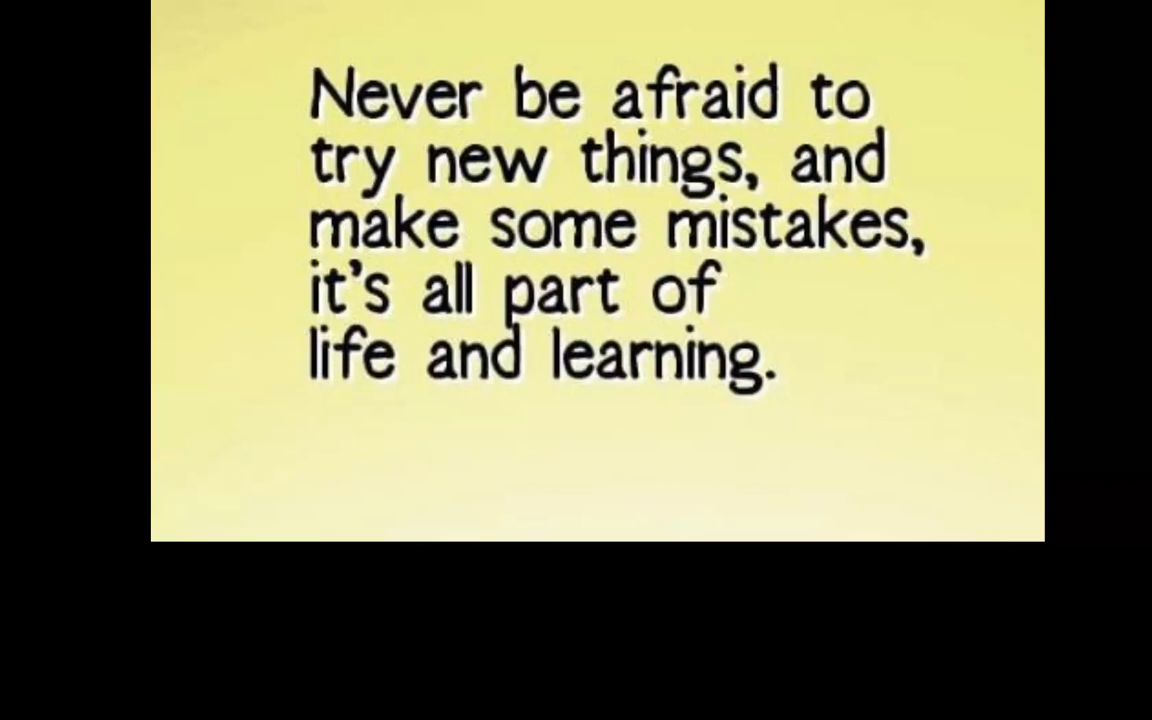 Never be afraid to
try new things, and
make some mistakes,
it's all part of
life and learning.